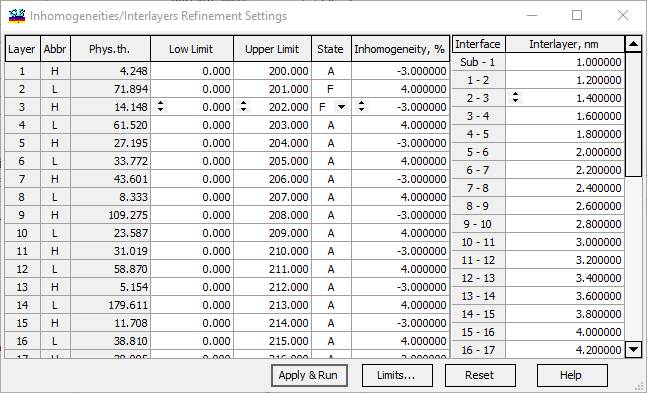 Inhomogeneities/Interlayers Refinement Settings
Layer Abbr Phys.th. Low Limit Upper Limit State Inhomogeneity, %
1 H 4.248 0.000 200.000 A -3.000000
2 L 71.894 0.000 201.000 F 4.000000
3 H 14.148 0.000 202.000 F -3.000000
4 L 61.520 0.000 203.000 A 4.000000
5 H 27.195 0.000 204.000 A -3.000000
6 L 33.772 0.000 205.000 A 4.000000
7 H 43.601 0.000 206.000 A -3.000000
8 L 8.333 0.000 207.000 A 4.000000
9 H 109.275 0.000 208.000 A -3.000000
10 L 23.587 0.000 209.000 A 4.000000
11 H 31.019 0.000 210.000 A -3.000000
12 L 58.870 0.000 211.000 A 4.000000
13 H 5.154 0.000 212.000 A -3.000000
14 L 179.611 0.000 213.000 A 4.000000
15 H 11.708 0.000 214.000 A -3.000000
16 L 38.810 0.000 215.000 A 4.000000
Interface Interlayer, nm
Sub - 1 1.000000
1 - 2 1.200000
2 - 3 1.400000
3 - 4 1.600000
4 - 5 1.800000
5 - 6 2.000000
6 - 7 2.200000
7 - 8 2.400000
8 - 9 2.600000
9 - 10 2.800000
10 - 11 3.000000
11 - 12 3.200000
12 - 13 3.400000
13 - 14 3.600000
14 - 15 3.800000
15 - 16 4.000000
16 - 17 4.200000
Apply & Run Limits... Reset Help